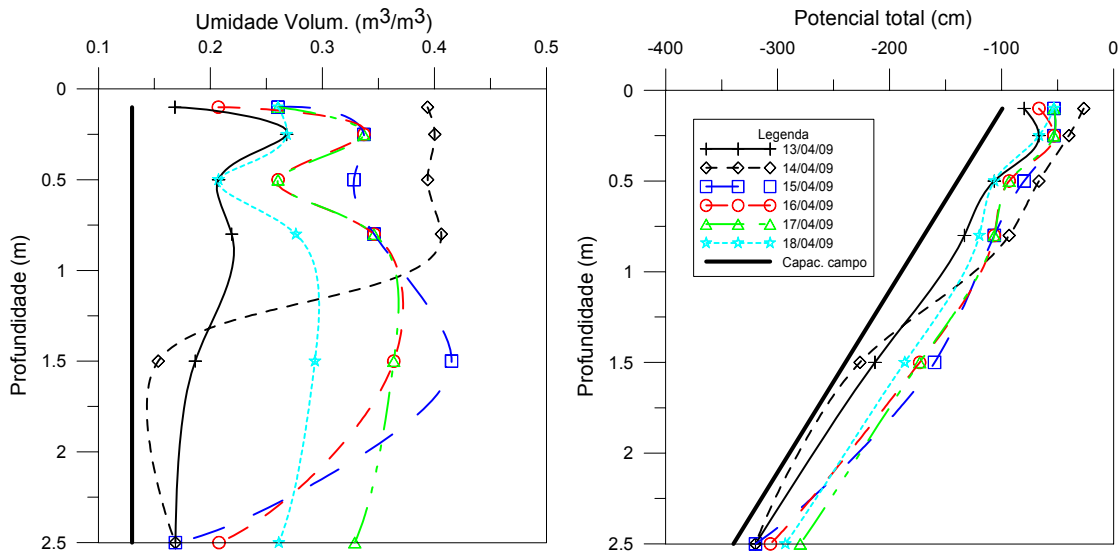 Umidade Volum. (m³/m³)
0.1 0.2 0.3 0.4 0.5
0
0.5
1
1.5
2
2.5
Profundidade (m)
Potencial total (cm)
-400 -300 -200 -100 0
0
0.5
1
1.5
2
2.5
Profundidade (m)
Legenda
13/04/09
14/04/09
15/04/09
16/04/09
17/04/09
18/04/09
Capac. campo